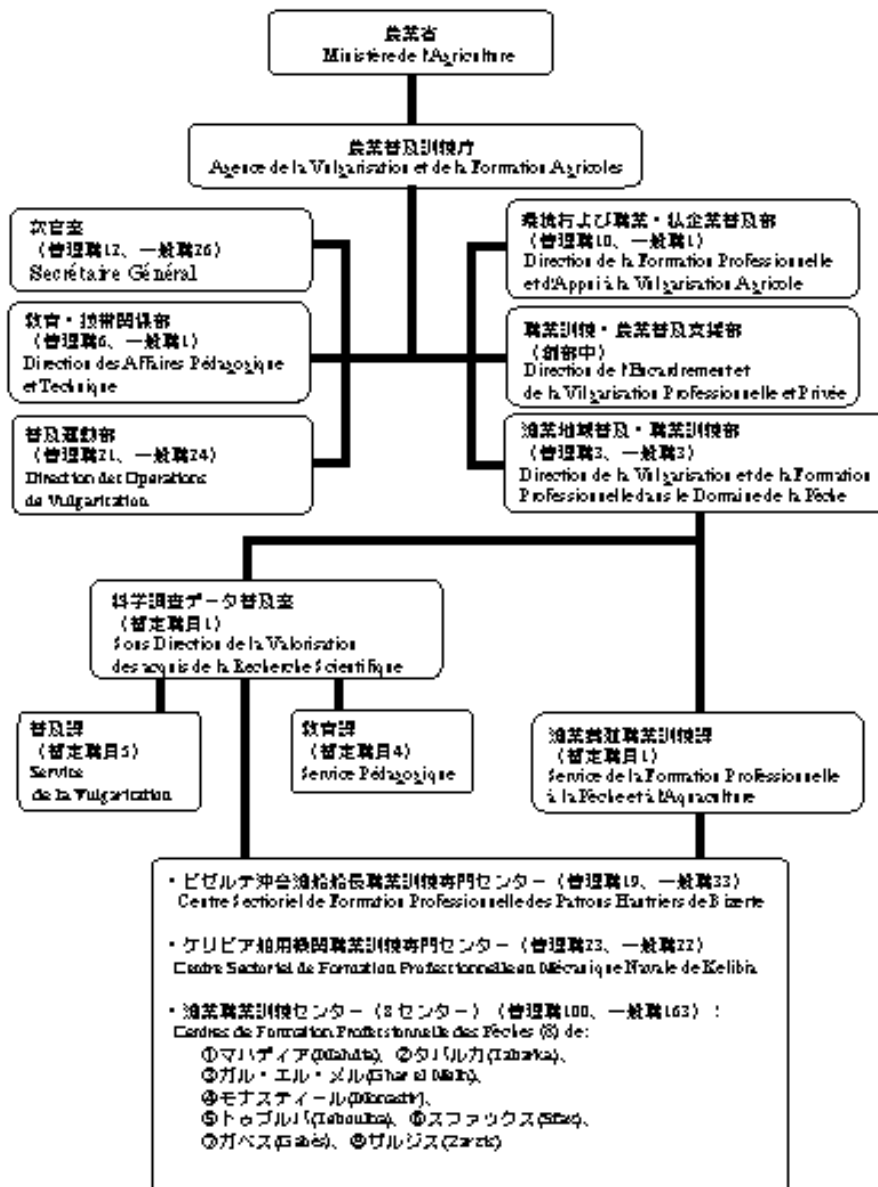 農業省
Ministère de l'Agriculture
農業普及訓練庁
Agence de la Vulgarisation et de la Formation Agricoles
次官室
(管理職12、一般職26)
Secrétaire Général
環境および職業・私企業普及部
(管理職10、一般職1)
Direction de la Formation Professionnelle
et d'Appui à la Vulgarisation Agricole
教育・技術関係部
(管理職6、一般職1)
Direction des Affaires Pédagogique
et Technique
職業訓練・農業普及支援部
(創部中)
Direction de l'Encadrement et
de la Vilgarisation Professionnelle et Privée
普及運動部
(管理職21、一般職24)
Direction des Operations
de Vulgarization
漁業地域普及・職業訓練部
(管理職3、一般職3)
Direction de la Vulgarisation et de la Formation
Professionnelle dans le Domaine de la Pêche
科学調査データ普及室
(暫定職員1)
Sous Direction de la Valorisation
des acquis de la Recherche Scientifique
普及課
(暫定職員5)
Service
de la Vulgarization
教育課
(暫定職員4)
Service Pédagogique
漁業養殖職業訓練課
(暫定職員1)
Service de la Formation Professionnelle
à la Pêche et à l'Aquaculture
・ビゼルテ沖合漁船船長職業訓練専門センター(管理職19、一般職33)
Centre Sectoriel de Formation Professionnelle des Patrons Hautriers de Bizerte
・ケリビア舶用機関職業訓練専門センター(管理職23、一般職22)
Centre Sectoriel de Formation Professionnelle en Mécanique Navale de Kelibia
・漁業職業訓練センター(8センター)(管理職100、一般職163):
Centres de Formation Professionnelle des Pêches (8) de:
①マハディア(Mahdia)、②タバルカ(Tabarka)、
③ガル・エル・メル(Ghar el Melh)、
④モナスティール(Monastir)、
⑤トゥブルバ(Teboulba)、⑥スファックス(Sfax)、
⑦ガベス(Gabès)、⑧ザルジス(Zarzis)